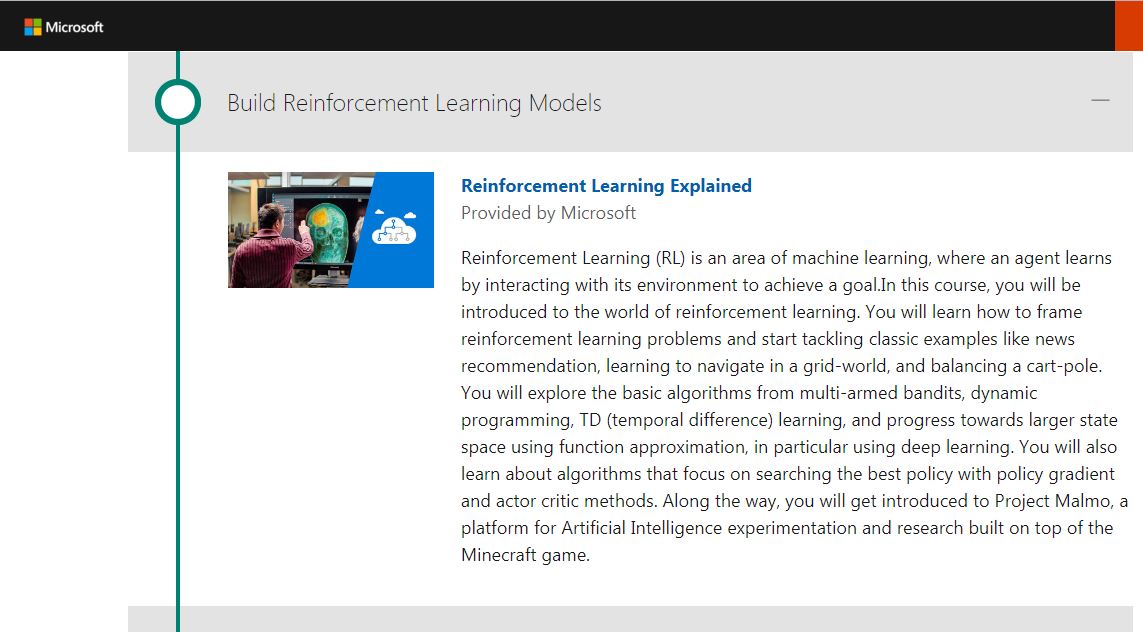 Microsoft
Build Reinforcement Learning Models
Reinforcement Learning Explained
Provided by Microsoft
Reinforcement Learning (RL) is an area of machine learning, where an agent learns
by interacting with its environment to achieve a goal.In this course, you will be
introduced to the world of reinforcement learning. You will learn how to frame
reinforcement learning problems and start tackling classic examples like news
recommendation, learning to navigate in a grid-world, and balancing a cart-pole.
You will explore the basic algorithms from multi-armed bandits, dynamic
programming, TD (temporal difference) learning, and progress towards larger state
space using function approximation, in particular using deep learning. You will also
learn about algorithms that focus on searching the best policy with policy gradient
and actor critic methods. Along the way, you will get introduced to Project Malmo, a
platform for Artificial Intelligence experimentation and research built on top of the
Minecraft game.